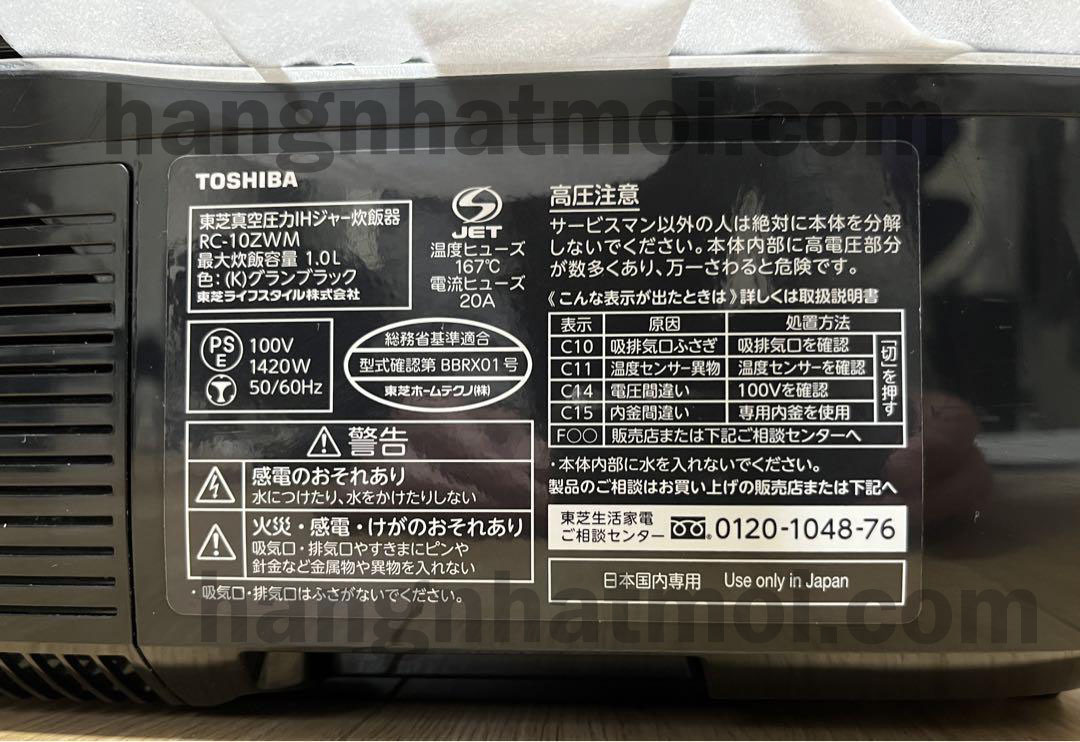 hangnhatmoi.com
TOSHIBA
東芝真空圧力IHジャー炊飯器
RC-10ZWM
最大炊飯容量 1.0L
色：(K)グランブラック
東芝ライフスタイル株式会社
JET
温度ヒューズ
167℃
電流ヒューズ
20A
PS
E
100V
1420W
50/60Hz
総務省基準適合
型式確認第 BBRX01 号
東芝ホームテクノ(株)
警告
感電のおそれあり
水につけたり、水をかけたりしない
火災・感電・けがのおそれあり
吸気口・排気口やすきまにピンや
針金など金属物や異物を入れない
・吸気口・排気口はふさがないでください。
高圧注意
サービスマン以外の人は絶対に本体を分解
しないでください。本体内部に高電圧部分
が数多くあり、万一さわると危険です。
《こんな表示が出たときは》詳しくは取扱説明書
表示 原因 処置方法
C10 吸排気口ふさぎ 吸排気口を確認
C11 温度センサー異物 温度センサーを確認
C14 電圧間違い 100Vを確認
C15 内釜間違い 専用内釜を使用
「切」を押す
F○○ 販売店または下記ご相談センターへ
・本体内部に水を入れないでください。
製品のご相談はお買い上げの販売店または下記へ
東芝生活家電
ご相談センター 0120-1048-76
日本国内専用 Use only in Japan
hangnhatmoi.com